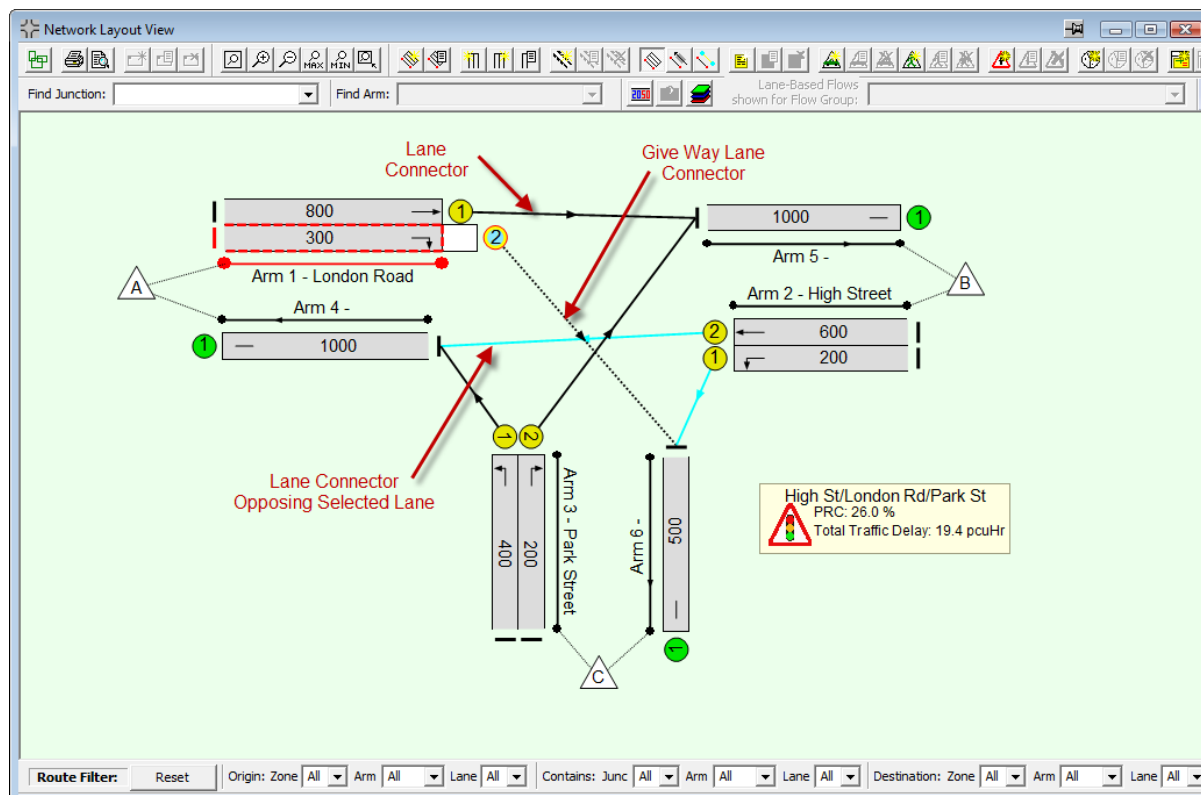 Network Layout View
MAX MIN
Find Junction: Find Arm: 2050 Lane-Based Flows
shown for Flow Group:
Lane
Connector
Give Way Lane
Connector
800 1
300 2
Arm 1 - London Road
A
Arm 4 -
1 1000
1000 1
Arm 5 -
B
Arm 2 - High Street
2 600
1 200
1 2
Lane Connector
Opposing Selected Lane
400 200
Arm 3 - Park Street
Arm 6 -
500
1
C
High St/London Rd/Park St
PRC: 26.0 %
Total Traffic Delay: 19.4 pcuHr
Route Filter: Reset Origin: Zone All Arm All Lane All Contains: Junc All Arm All Lane All Destination: Zone All Arm All Lane All